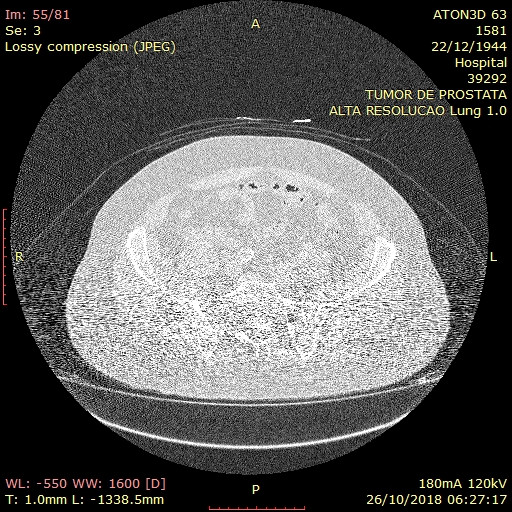 Im: 55/81
Se: 3
Lossy compression (JPEG)
A
ATON3D 63
1581
22/12/1944
Hospital
39292
TUMOR DE PROSTATA
ALTA RESOLUCAO Lung 1.0
R
L
WL: -550 WW: 1600 [D]
T: 1.0mm L: -1338.5mm
P
180mA 120kV
26/10/2018 06:27:17